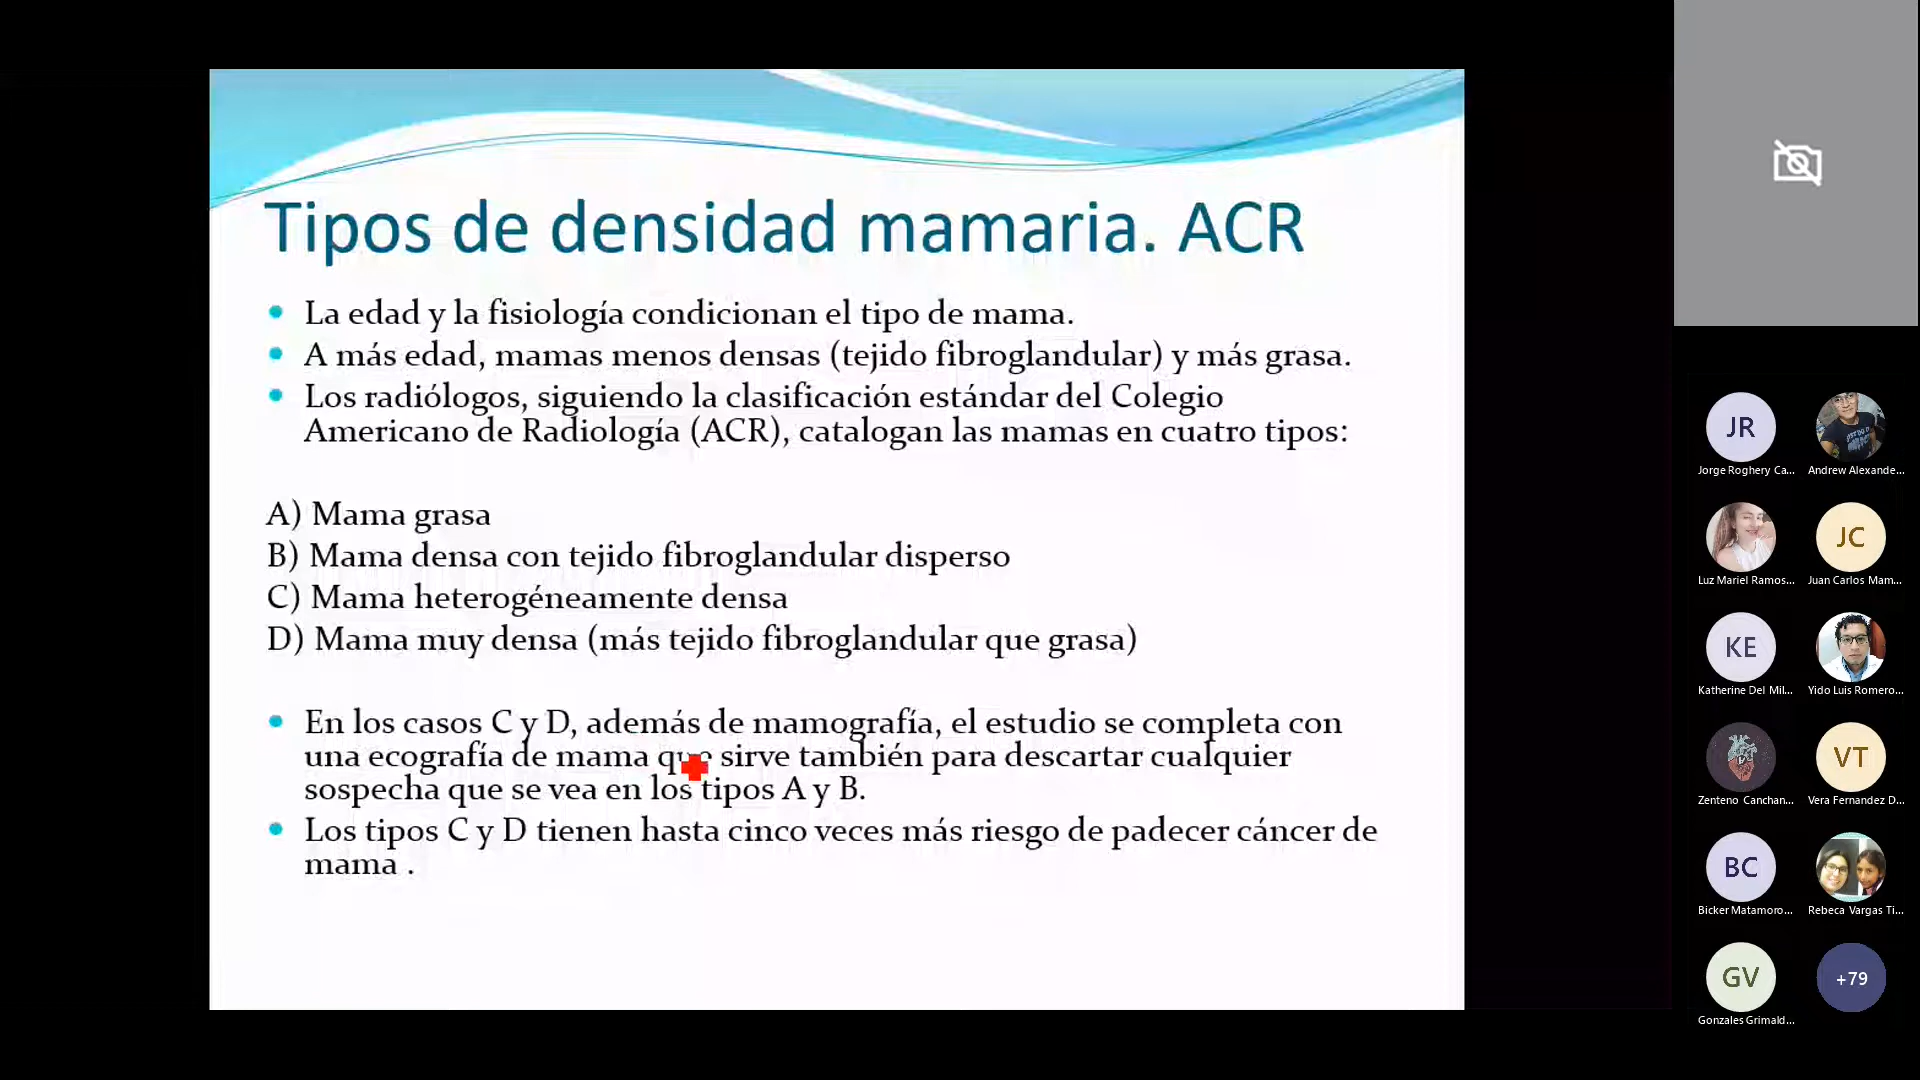 Tipos de densidad mamaria. ACR
La edad y la fisiología condicionan el tipo de mama.
A más edad, mamas menos densas (tejido fibroglandular) y más grasa.
Los radiólogos, siguiendo la clasificación estándar del Colegio
Americano de Radiología (ACR), catalogan las mamas en cuatro tipos:
A) Mama grasa
B) Mama densa con tejido fibroglandular disperso
C) Mama heterogéneamente densa
D) Mama muy densa (más tejido fibroglandular que grasa)
En los casos C y D, además de mamografía, el estudio se completa con
una ecografía de mama que sirve también para descartar cualquier
sospecha que se vea en los tipos A y B.
Los tipos C y D tienen hasta cinco veces más riesgo de padecer cáncer de
mama .
JR
Jorge Roghery Ca...
Andrew Alexande...
Luz Mariel Ramos...
JC
Juan Carlos Mam...
KE
Katherine Del Mil...
Yido Luis Romero...
Zenteno Canchan...
VT
Vera Fernandez D...
BC
Bicker Matamoro...
Rebeca Vargas Ti...
GV
Gonzales Grimald...
+79